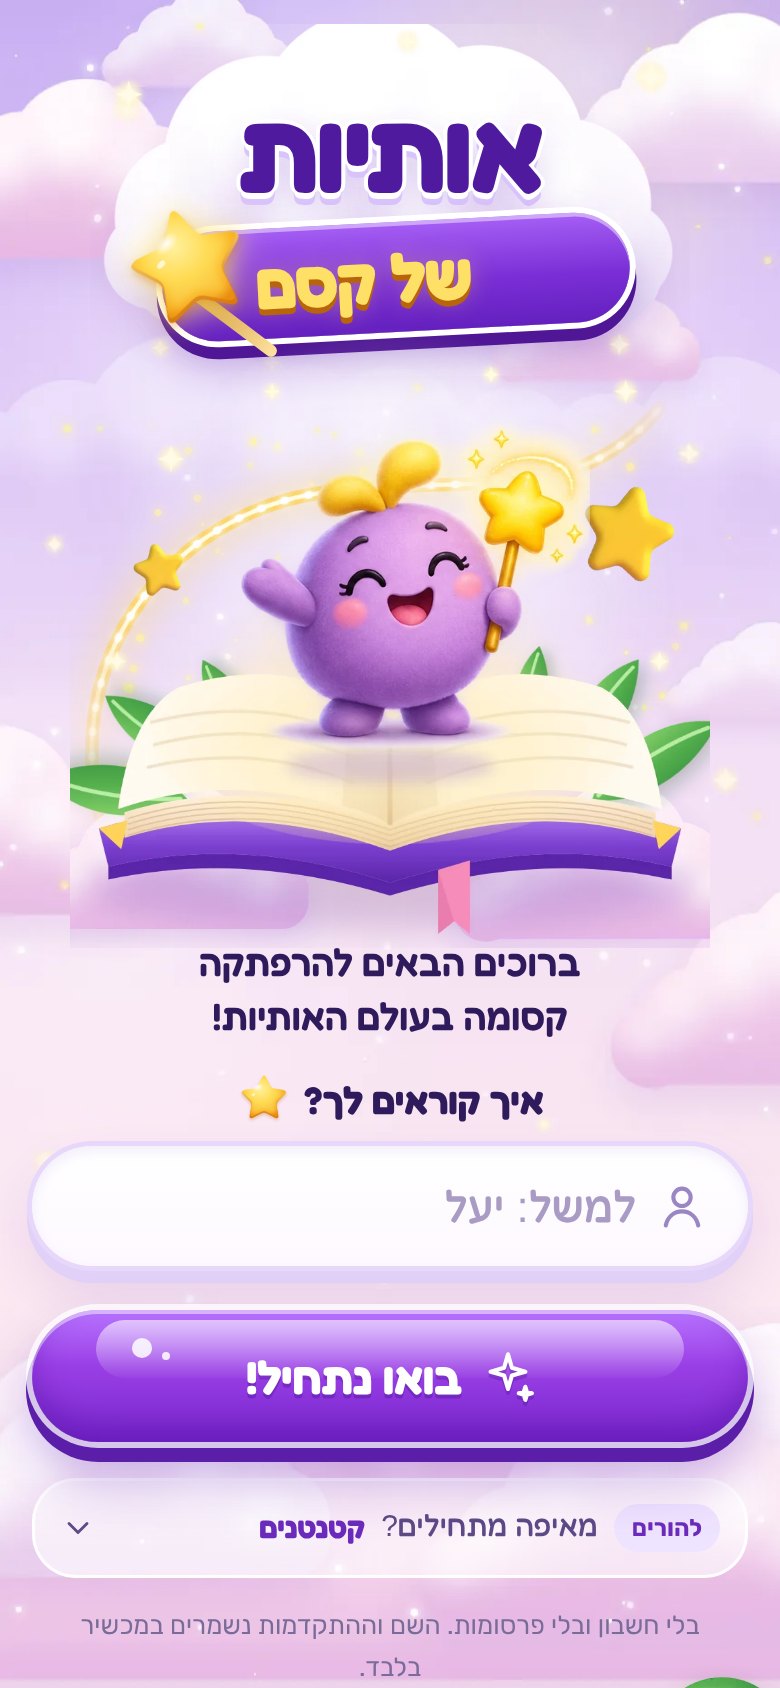 אותיות
של קסם
ברוכים הבאים להרפתקה
קסומה בעולם האותיות!
איך קוראים לך?
למשל: יעל
בואו נתחיל!
להורים מאיפה מתחילים? קטנטנים
בלי חשבון ובלי פרסומות. השם וההתקדמות נשמרים במכשיר
בלבד.